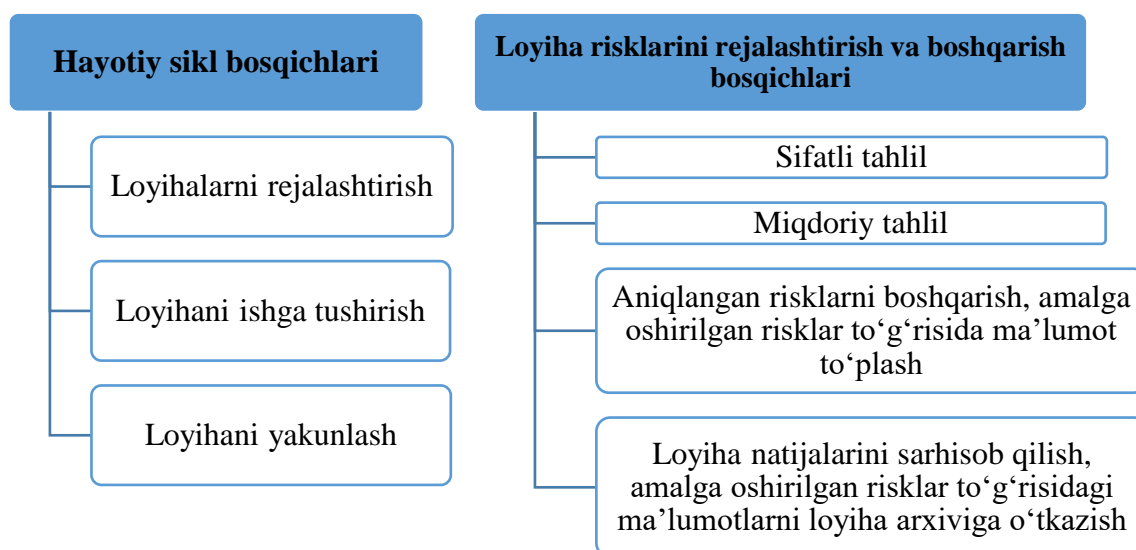 Hayotiy sikl bosqichlari
Loyihalarni rejalashtirish
Loyihani ishga tushirish
Loyihani yakunlash
Loyiha risklarini rejalashtirish va boshqarish
bosqichlari
Sifatli tahlil
Miqdoriy tahlil
Aniqlangan risklarni boshqarish, amalga
oshirilgan risklar to‘g‘risida ma’lumot
to‘plash
Loyiha natijalarini sarhisob qilish,
amalga oshirilgan risklar to‘g‘risidagi
ma’lumotlarni loyiha arxiviga o‘tkazish